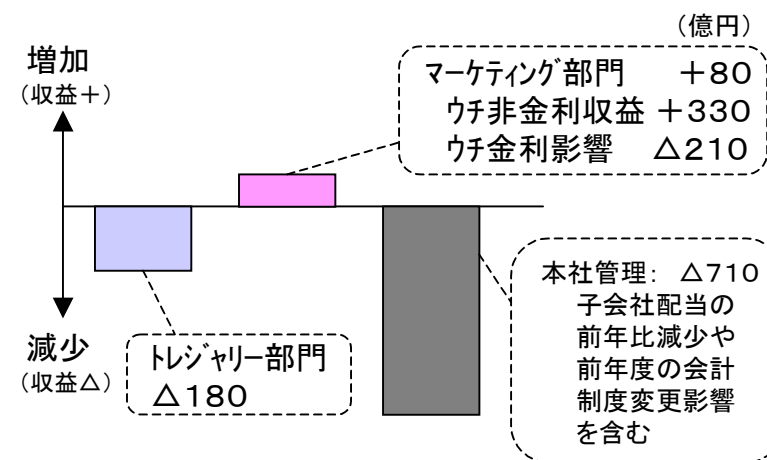 （億円）
増加
（収益＋）
マーケティング部門　＋80
ウチ非金利収益　＋330
ウチ金利影響　△210
本社管理：　△710
子会社配当の
前年比減少や
前年度の会計
制度変更影響
を含む
減少
（収益△）
トレジャリー部門
△180